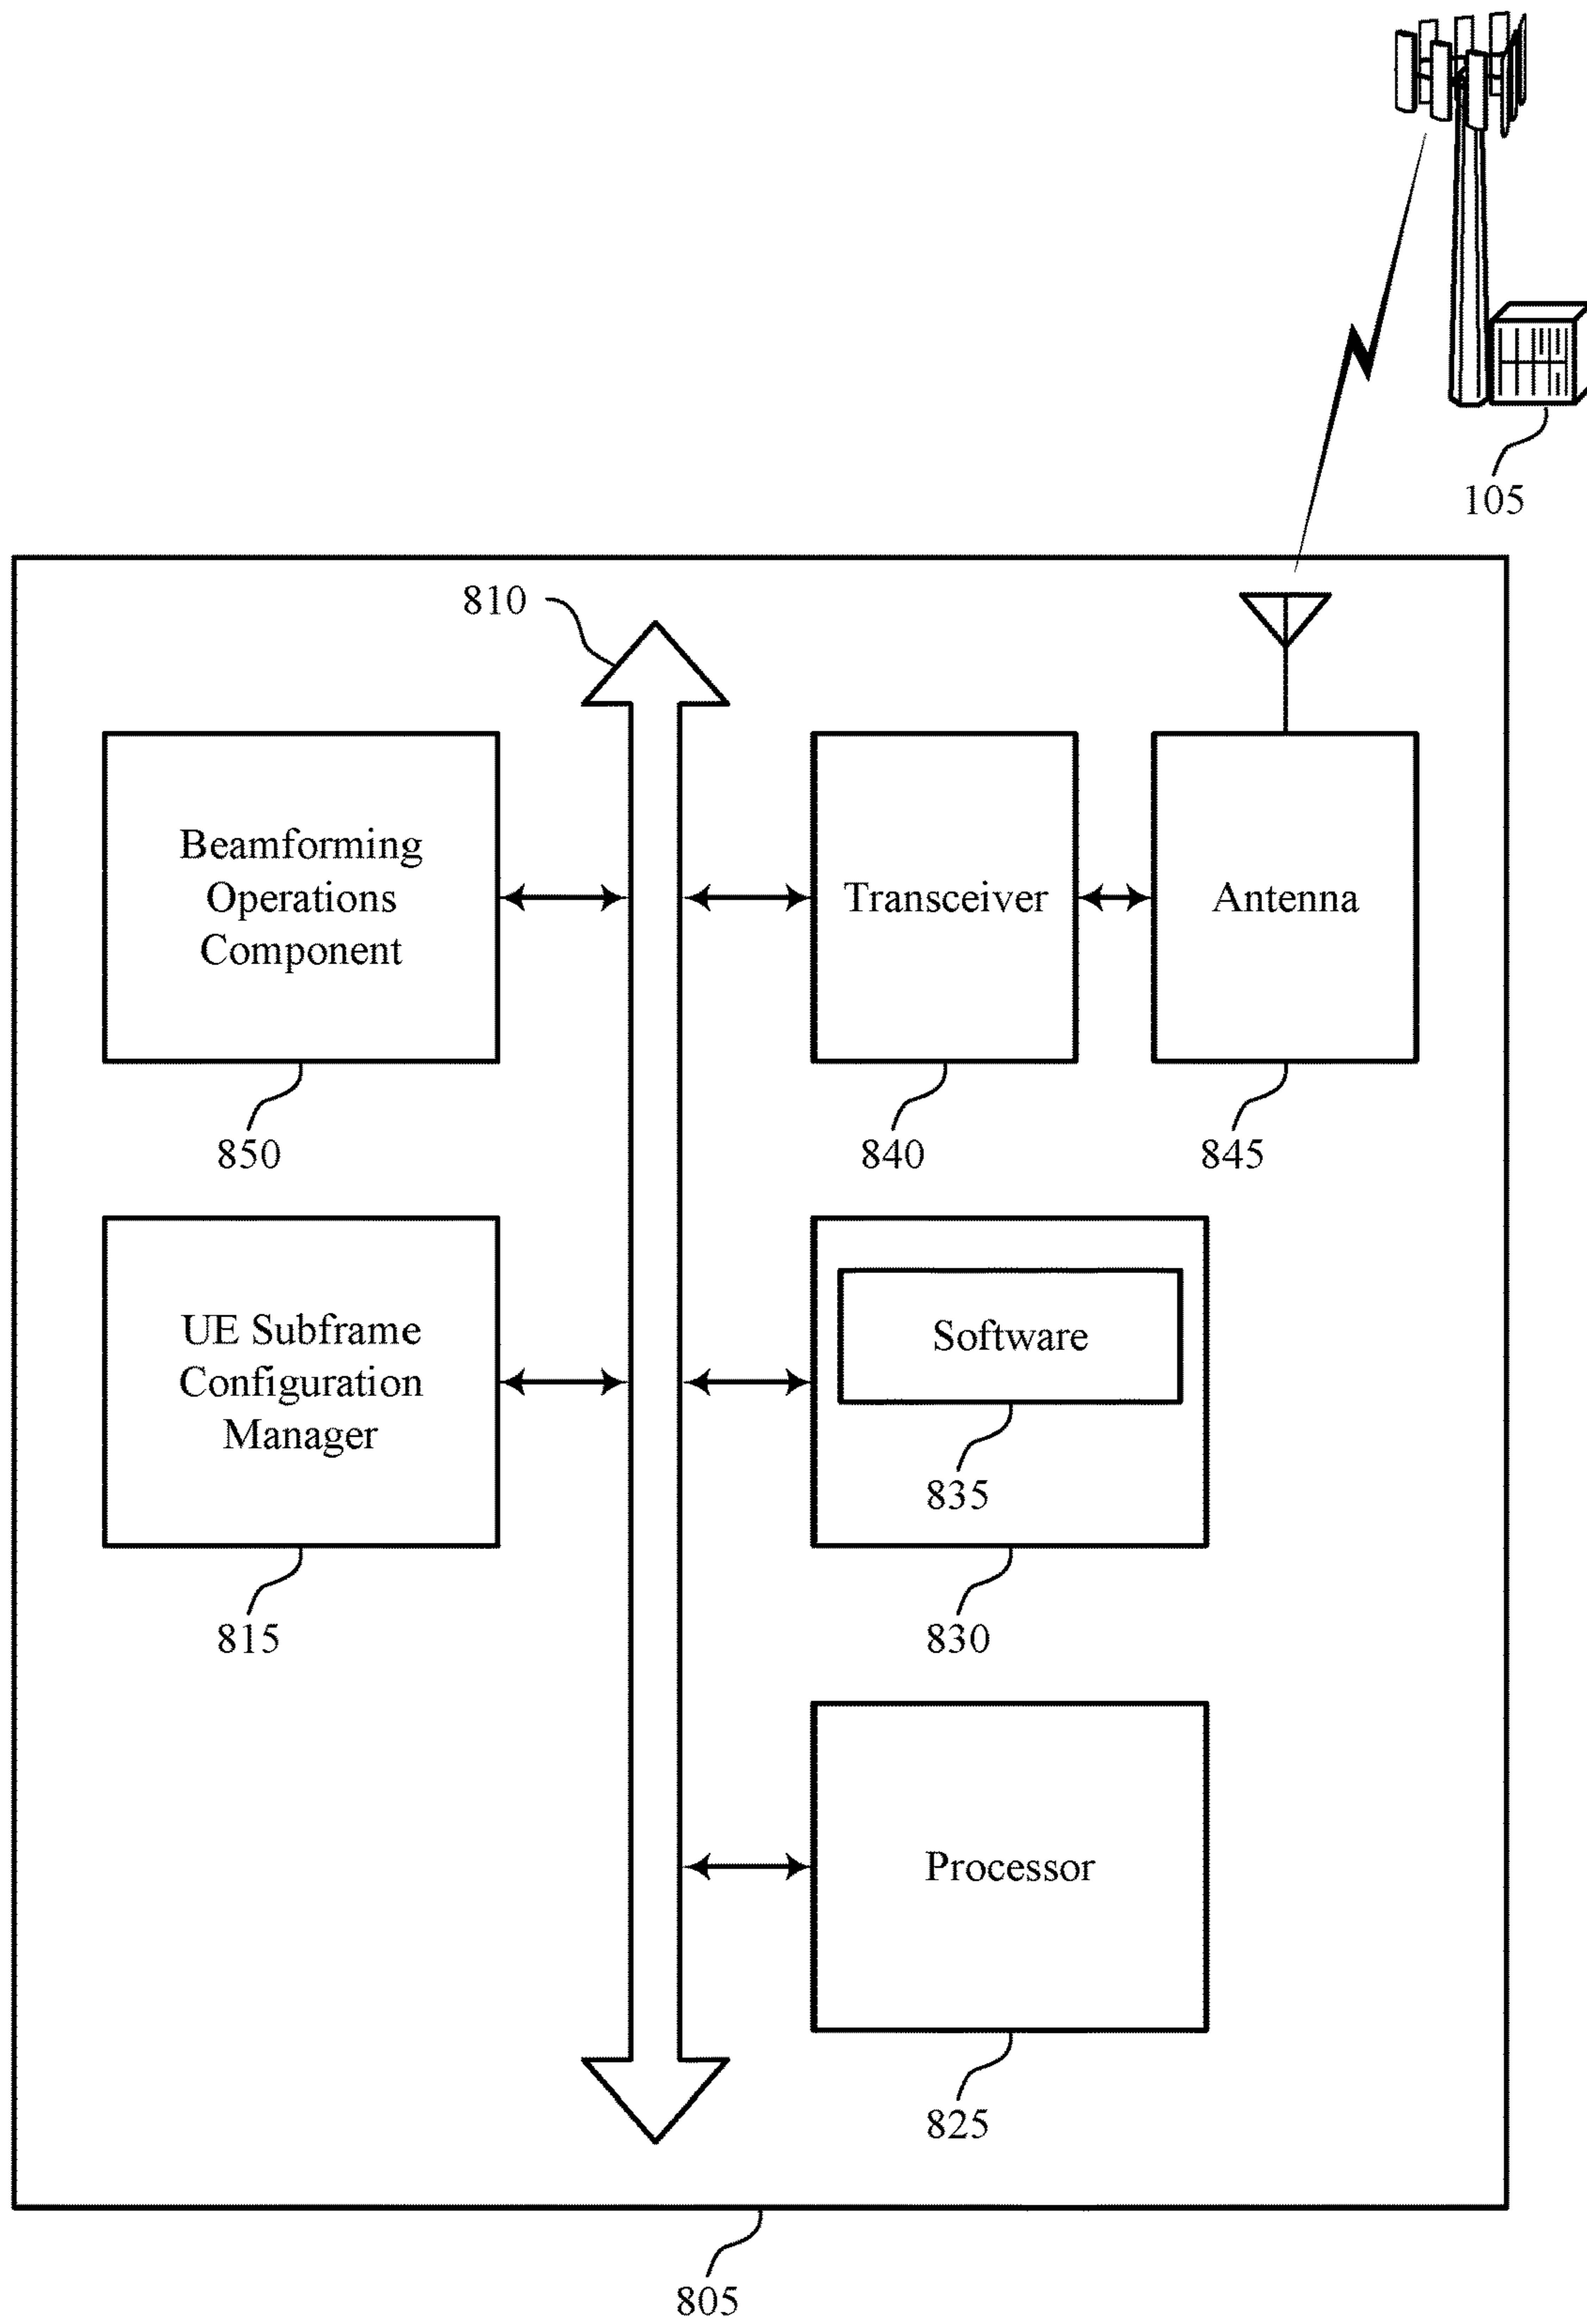 105
810
Beamforming
Operations
Component
Transceiver
Antenna
850
840
845
UE Subframe
Configuration
Manager
Software
835
815
830
Processor
825
805